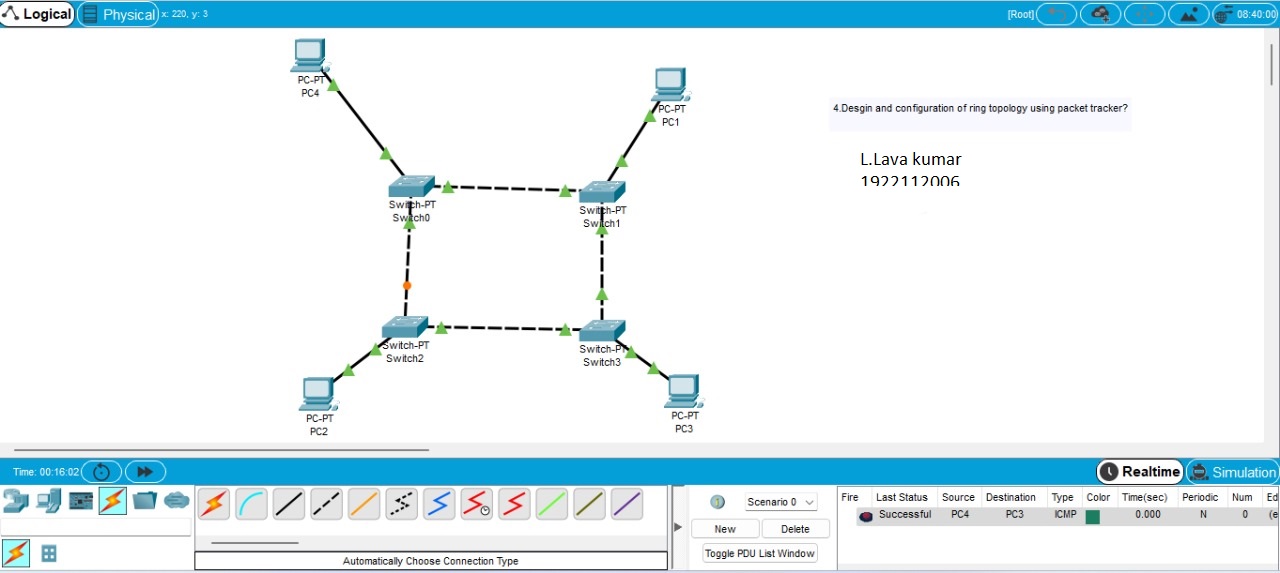 Logical
Physical
x: 220, y: 3
[Root]
08:40:00
PC-PT
PC4
PC-PT
PC1
4.Desgin and configuration of ring topology using packet tracker?
L.Lava kumar
1922112006
Switch-PT
Switch0
Switch-PT
Switch1
Switch-PT
Switch2
Switch-PT
Switch3
PC-PT
PC2
PC-PT
PC3
Time: 00:16:02
Realtime
Simulation
Scenario 0
New
Delete
Toggle PDU List Window
Fire Last Status Source Destination Type Color Time(sec) Periodic Num Ed
Successful PC4 PC3 ICMP 0.000 N 0 (e
Automatically Choose Connection Type